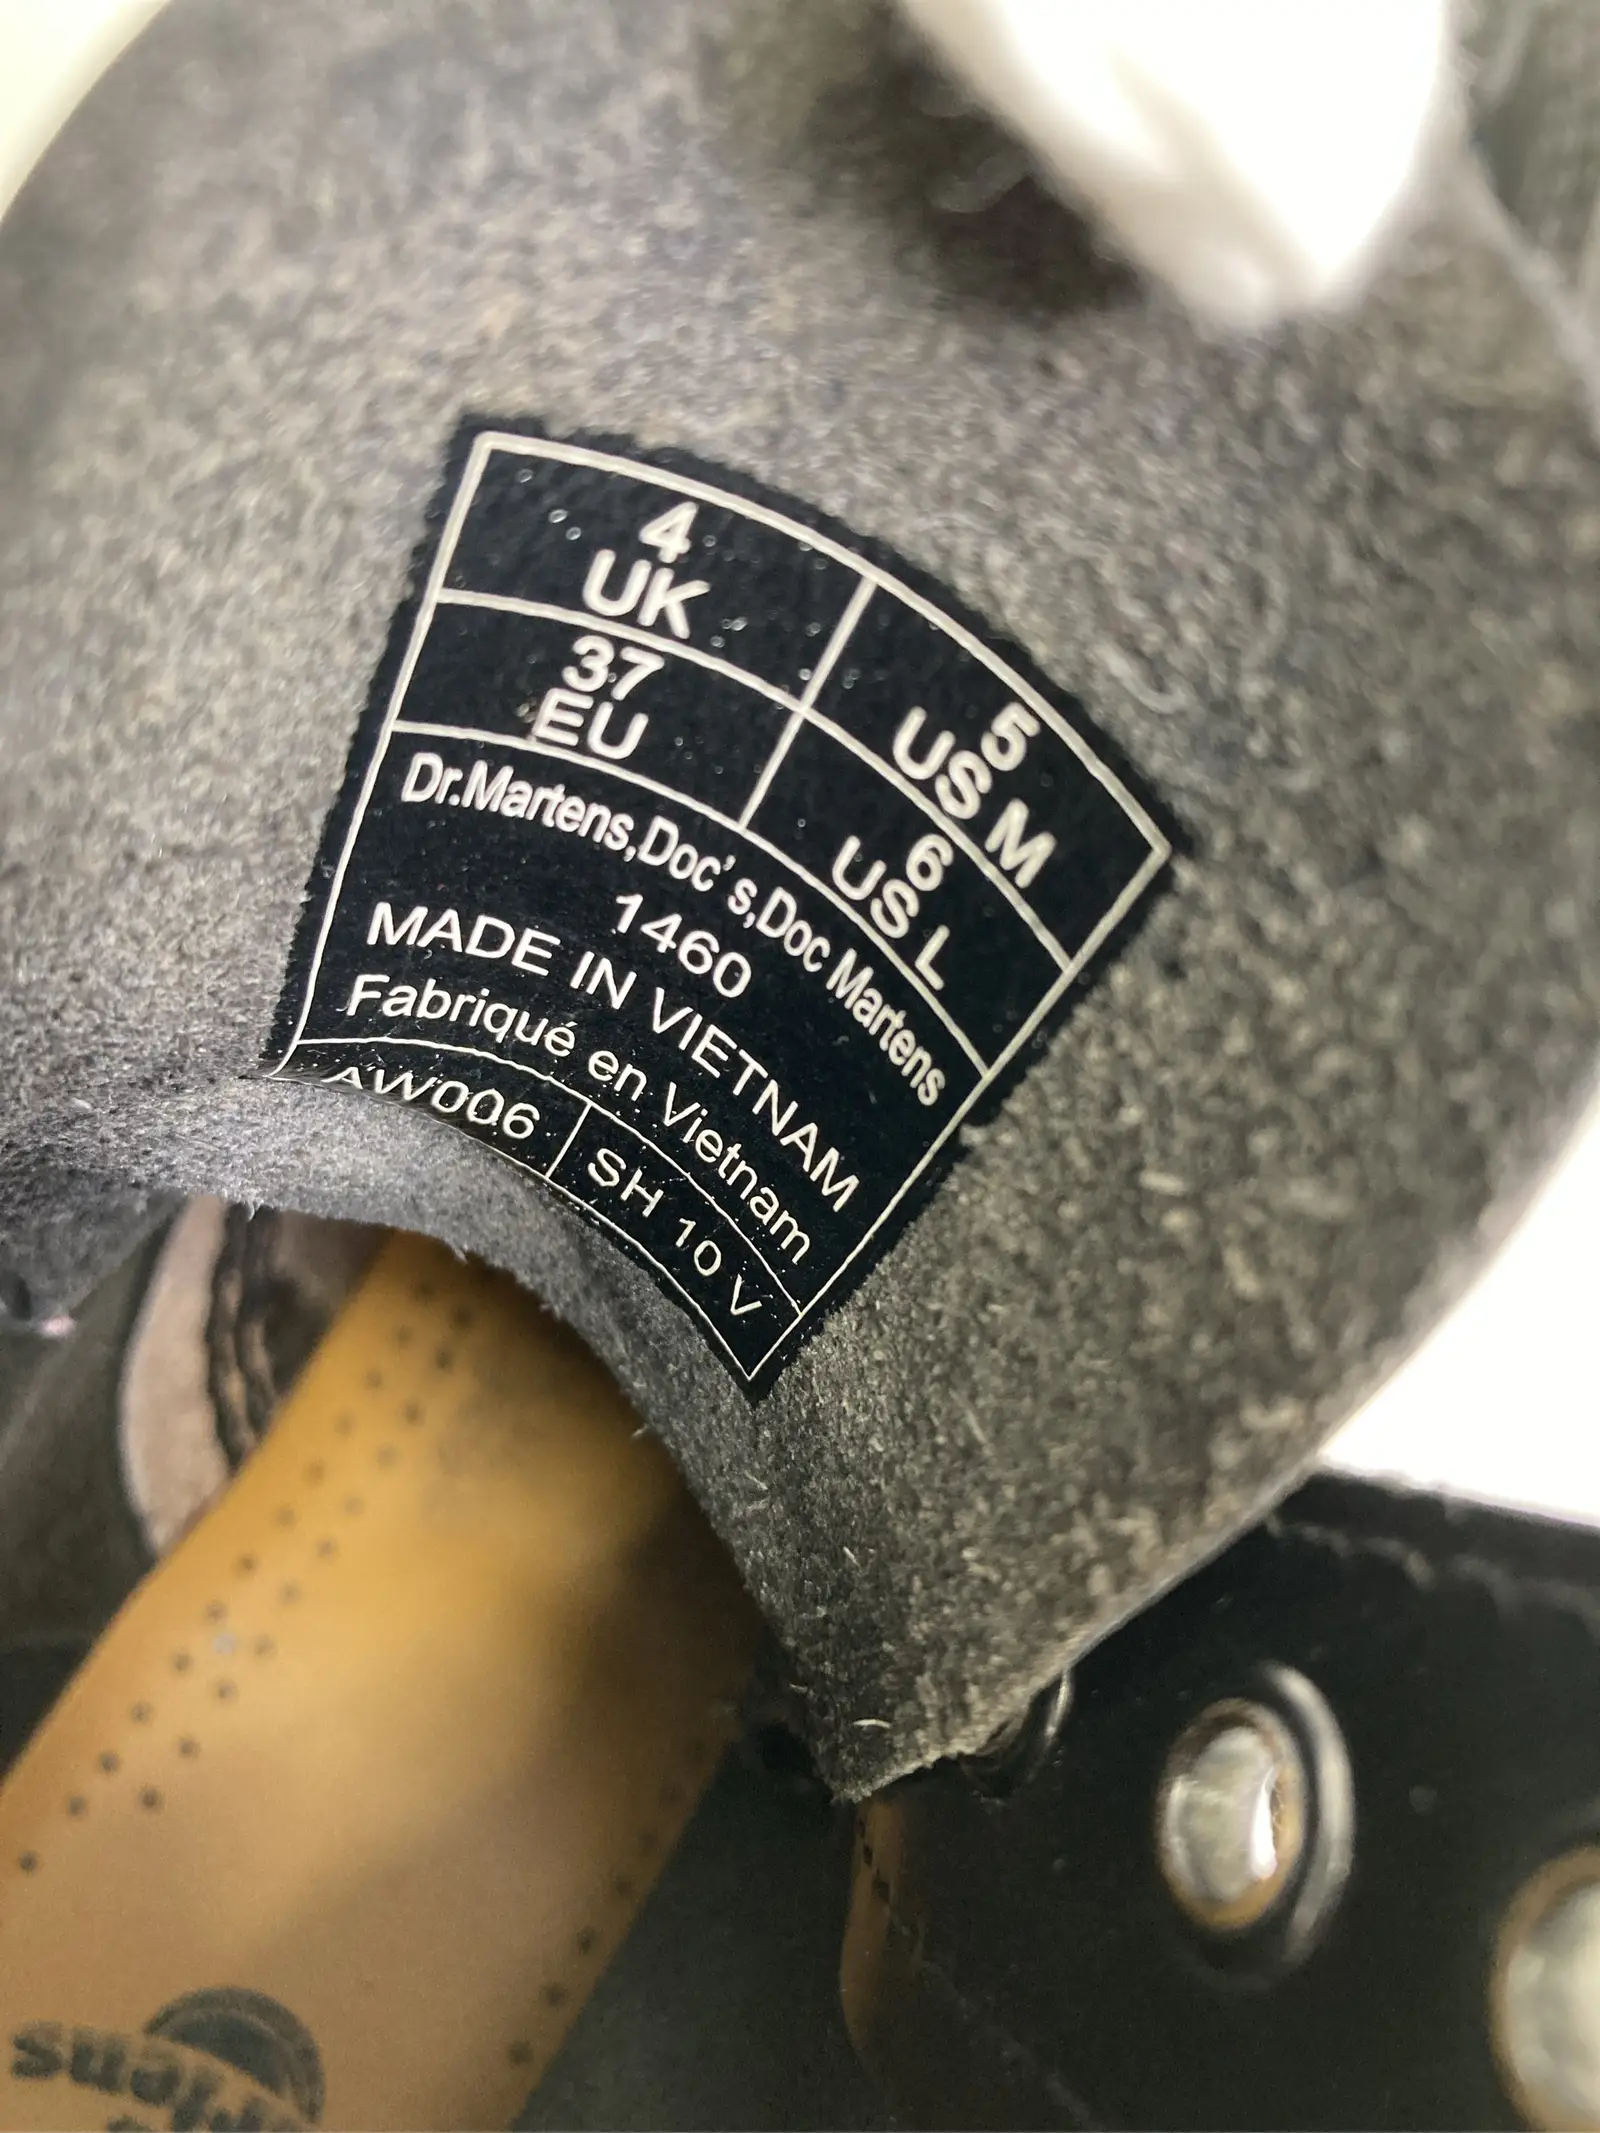 4
UK
5
US M
37
EU
6
US L
Dr.Martens,Doc's,Doc Martens
1460
MADE IN VIETNAM
Fabriqué en Vietnam
AW006
SH 10 V